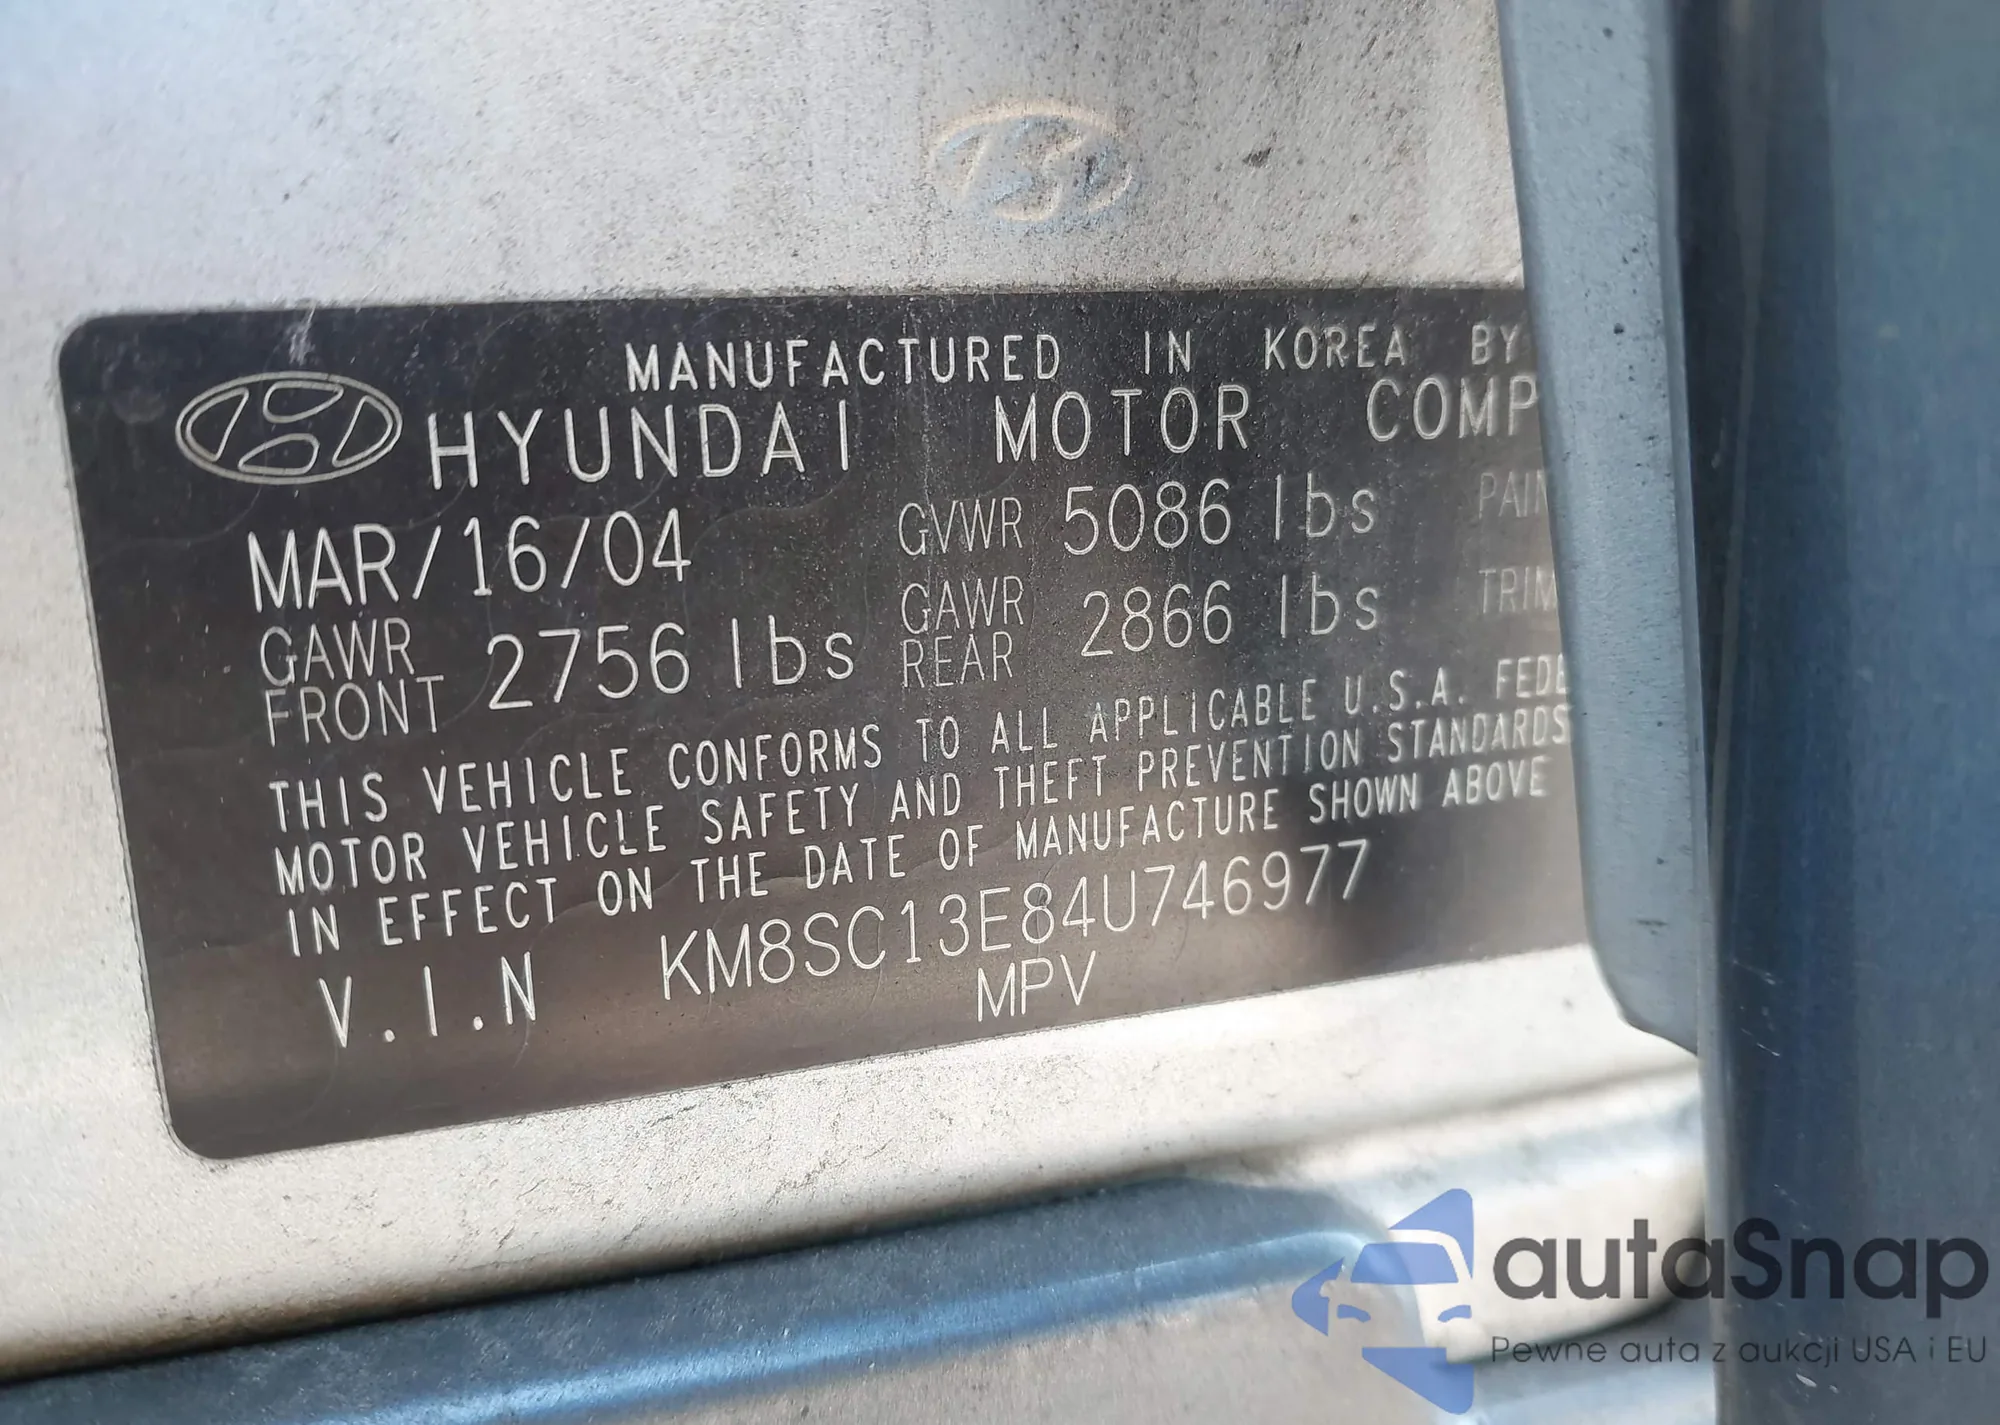 MANUFACTURED IN KOREA BY
HYUNDAI MOTOR COMP
MAR/16/04 GVWR 5086 lbs PAIN
GAWR FRONT 2756 lbs GAWR REAR 2866 lbs TRIM
THIS VEHICLE CONFORMS TO ALL APPLICABLE U.S.A. FEDE
MOTOR VEHICLE SAFETY AND THEFT PREVENTION STANDARDS
IN EFFECT ON THE DATE OF MANUFACTURE SHOWN ABOVE
V.I.N KM8SC13E84U746977
MPV
autaSnap
Pewne auta z aukcji USA i EU